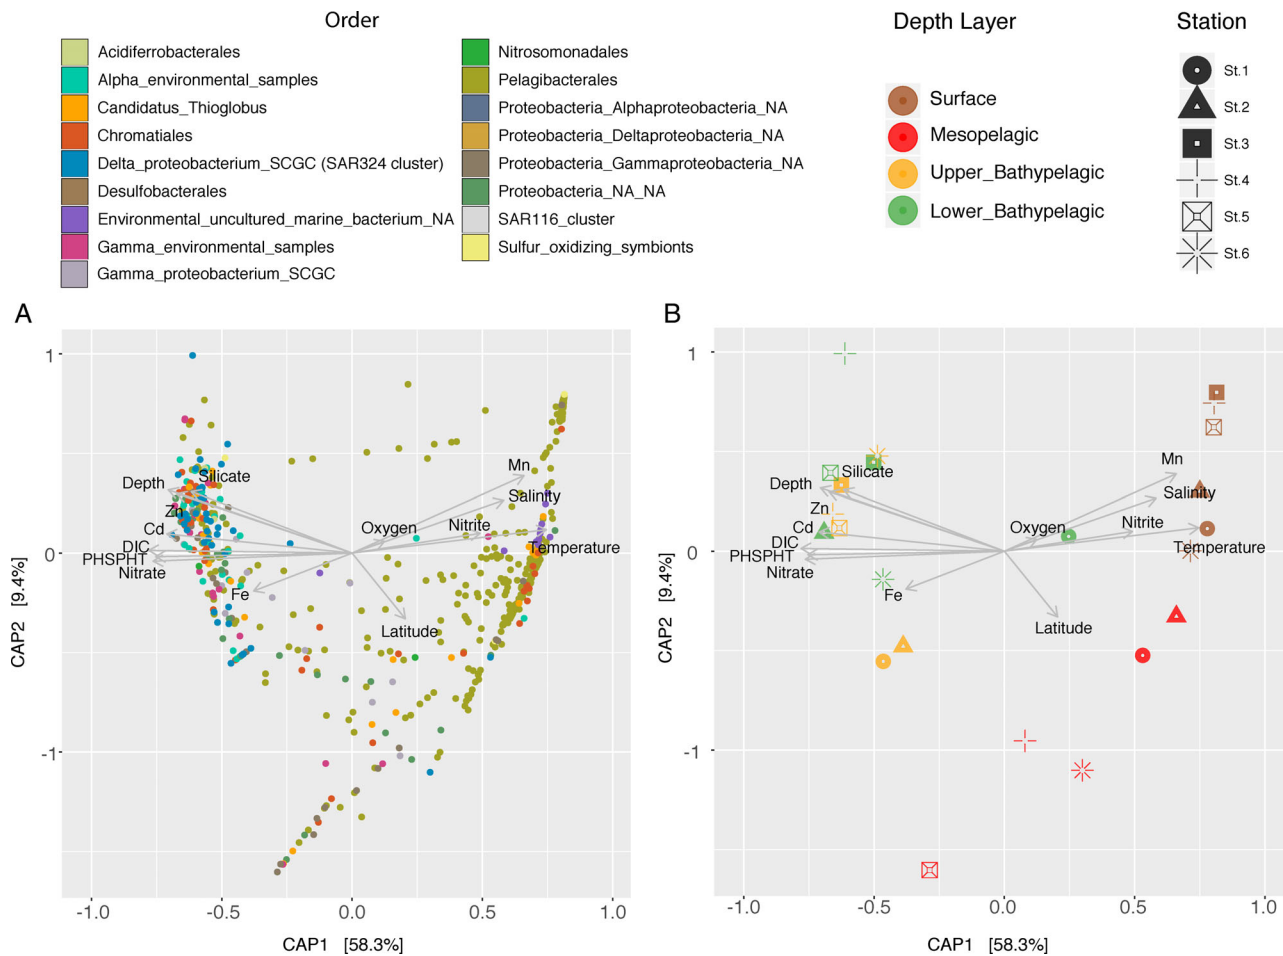 Order
Acidiferrobacterales
Alpha_environmental_samples
Candidatus_Thioglobus
Chromatiales
Delta_proteobacterium_SCGC (SAR324 cluster)
Desulfobacterales
Environmental_uncultured_marine_bacterium_NA
Gamma_environmental_samples
Gamma_proteobacterium_SCGC
Nitrosomonadales
Pelagibacterales
Proteobacteria_Alphaproteobacteria_NA
Proteobacteria_Deltaproteobacteria_NA
Proteobacteria_Gammaproteobacteria_NA
Proteobacteria_NA_NA
SAR116_cluster
Sulfur_oxidizing_symbionts
Depth Layer
Surface
Mesopelagic
Upper_Bathypelagic
Lower_Bathypelagic
Station
St.1
St.2
St.3
St.4
St.5
St.6
A
CAP2 [9.4%]
1
0
-1
Depth
Silicate
Zn
Cd
DIC
PHSPHT
Nitrate
Fe
Mn
Salinity
Oxygen
Nitrite
Temperature
Latitude
-1.0
-0.5
0.0
0.5
1.0
CAP1 [58.3%]
B
CAP2 [9.4%]
1
0
-1
Depth
Silicate
Zn
Cd
DIC
PHSPHT
Nitrate
Fe
Mn
Salinity
Oxygen
Nitrite
Temperature
Latitude
-1.0
-0.5
0.0
0.5
1.0
CAP1 [58.3%]